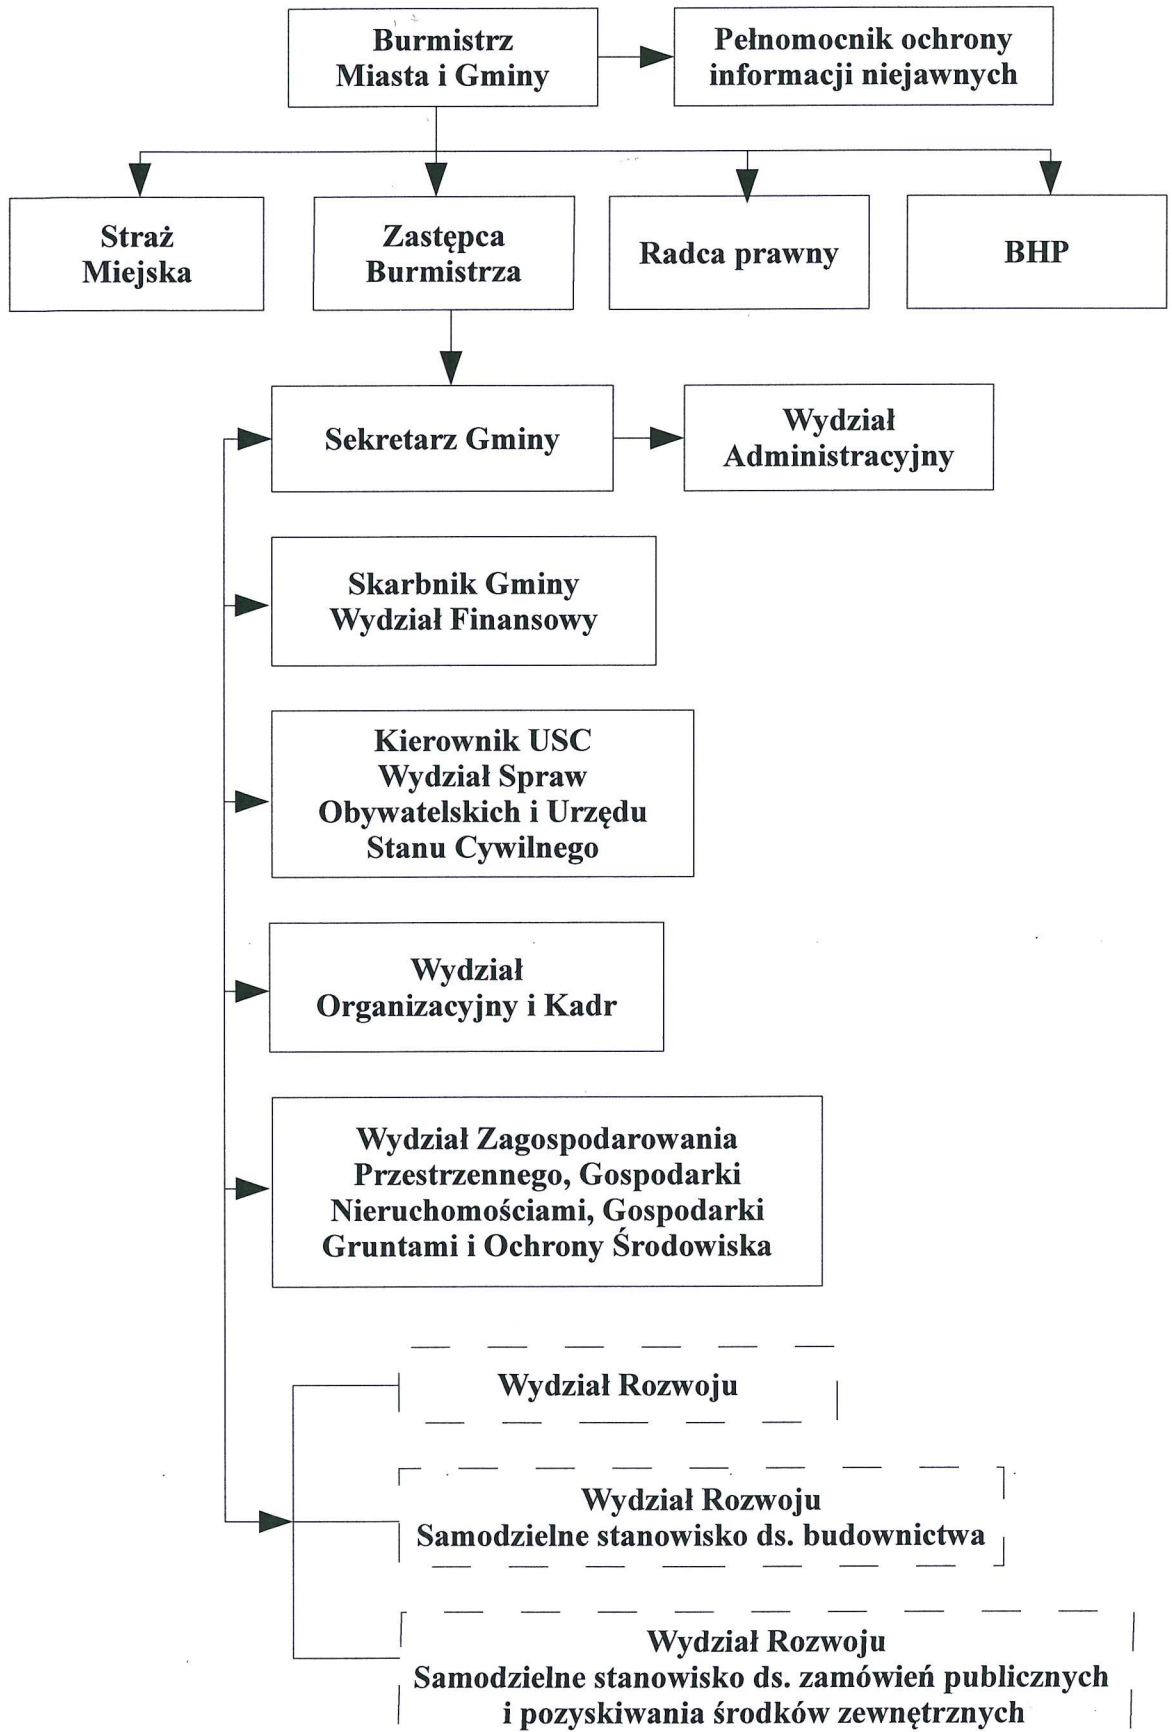 Burmistrz
Miasta i Gminy
Pełnomocnik ochrony
informacji niejawnych
Straż
Miejska
Zastępca
Burmistrza
Radca prawny
BHP
Sekretarz Gminy
Wydział
Administracyjny
Skarbnik Gminy
Wydział Finansowy
Kierownik USC
Wydział Spraw
Obywatelskich i Urzędu
Stanu Cywilnego
Wydział
Organizacyjny i Kadr
Wydział Zagospodarowania
Przestrzennego, Gospodarki
Nieruchomościami, Gospodarki
Gruntami i Ochrony Środowiska
Wydział Rozwoju
Wydział Rozwoju
Samodzielne stanowisko ds. budownictwa
Wydział Rozwoju
Samodzielne stanowisko ds. zamówień publicznych
i pozyskiwania środków zewnętrznych